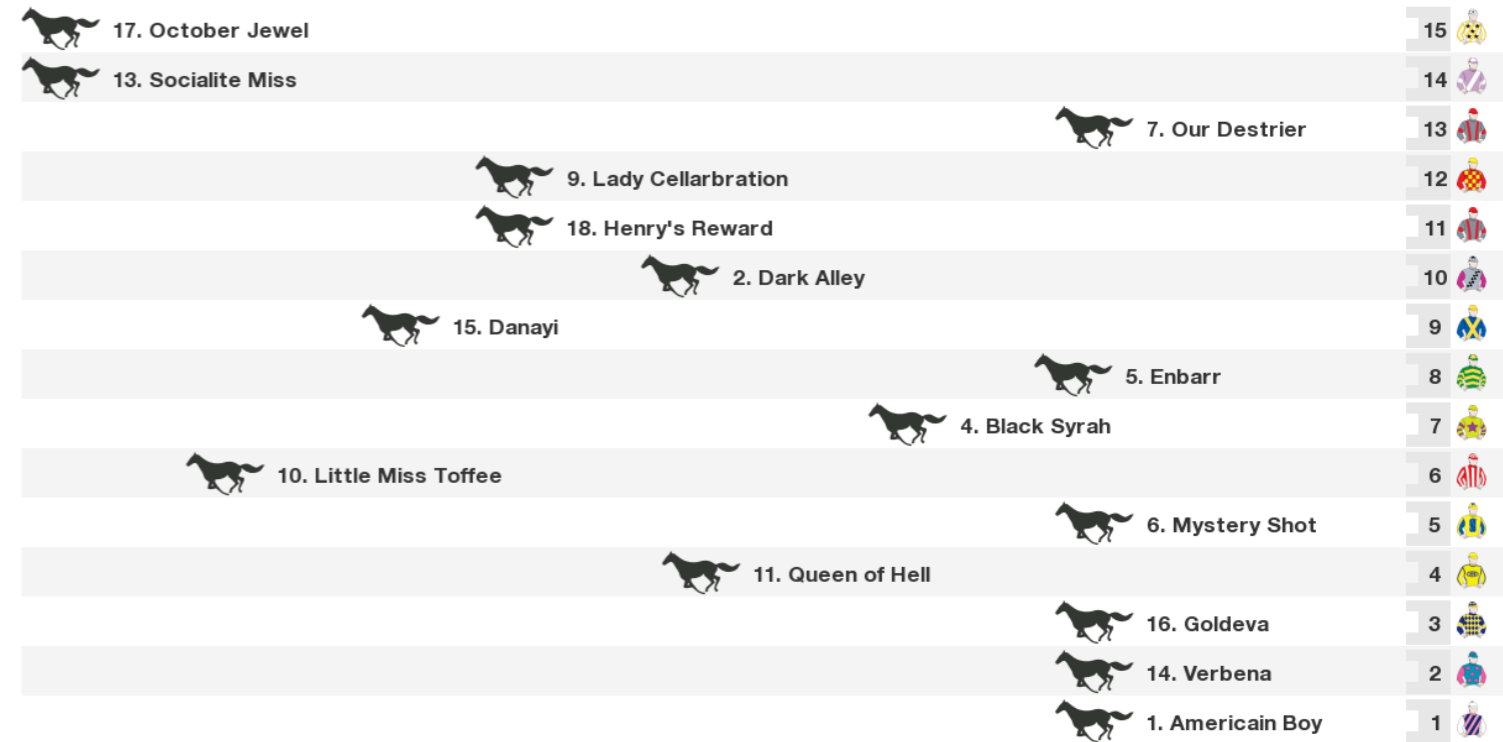 17. October Jewel 15
13. Socialite Miss 14
7. Our Destrier 13
9. Lady Cellarbration 12
18. Henry's Reward 11
2. Dark Alley 10
15. Danayi 9
5. Enbarr 8
4. Black Syrah 7
10. Little Miss Toffee 6
6. Mystery Shot 5
11. Queen of Hell 4
16. Goldeva 3
14. Verbena 2
1. Americain Boy 1